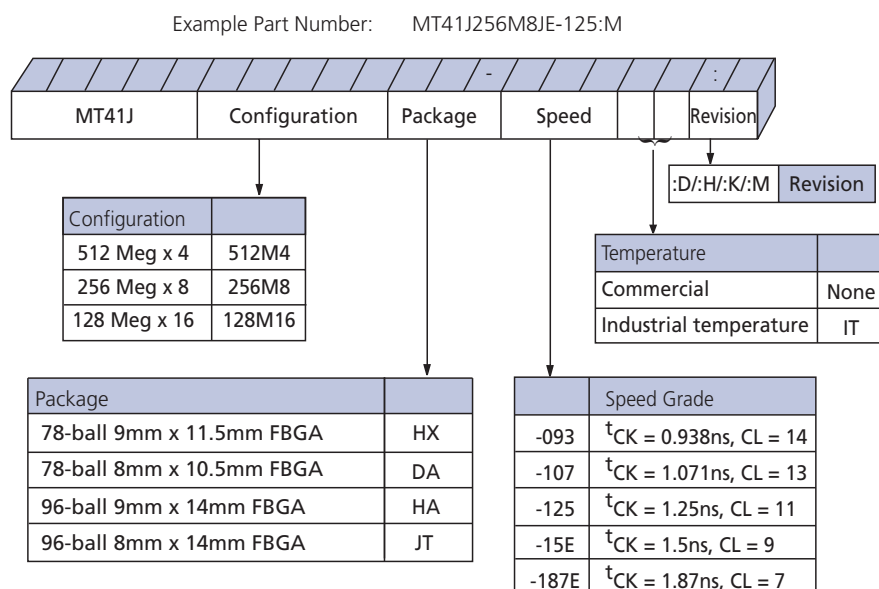 Example Part Number: MT41J256M8JE-125:M
- :
MT41J Configuration Package Speed Revision
:D/:H/:K/:M Revision
Configuration
512 Meg x 4 512M4
256 Meg x 8 256M8
128 Meg x 16 128M16
Temperature
Commercial None
Industrial temperature IT
Package
78-ball 9mm x 11.5mm FBGA HX
78-ball 8mm x 10.5mm FBGA DA
96-ball 9mm x 14mm FBGA HA
96-ball 8mm x 14mm FBGA JT
Speed Grade
-093 tCK = 0.938ns, CL = 14
-107 tCK = 1.071ns, CL = 13
-125 tCK = 1.25ns, CL = 11
-15E tCK = 1.5ns, CL = 9
-187E tCK = 1.87ns, CL = 7